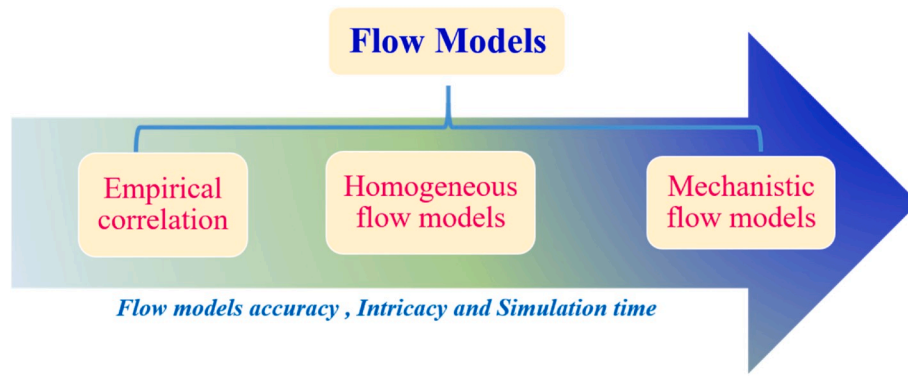 Flow Models
Empirical
correlation
Homogeneous
flow models
Mechanistic
flow models
Flow models accuracy , Intricacy and Simulation time